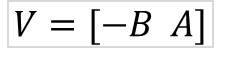 V = [−B A]